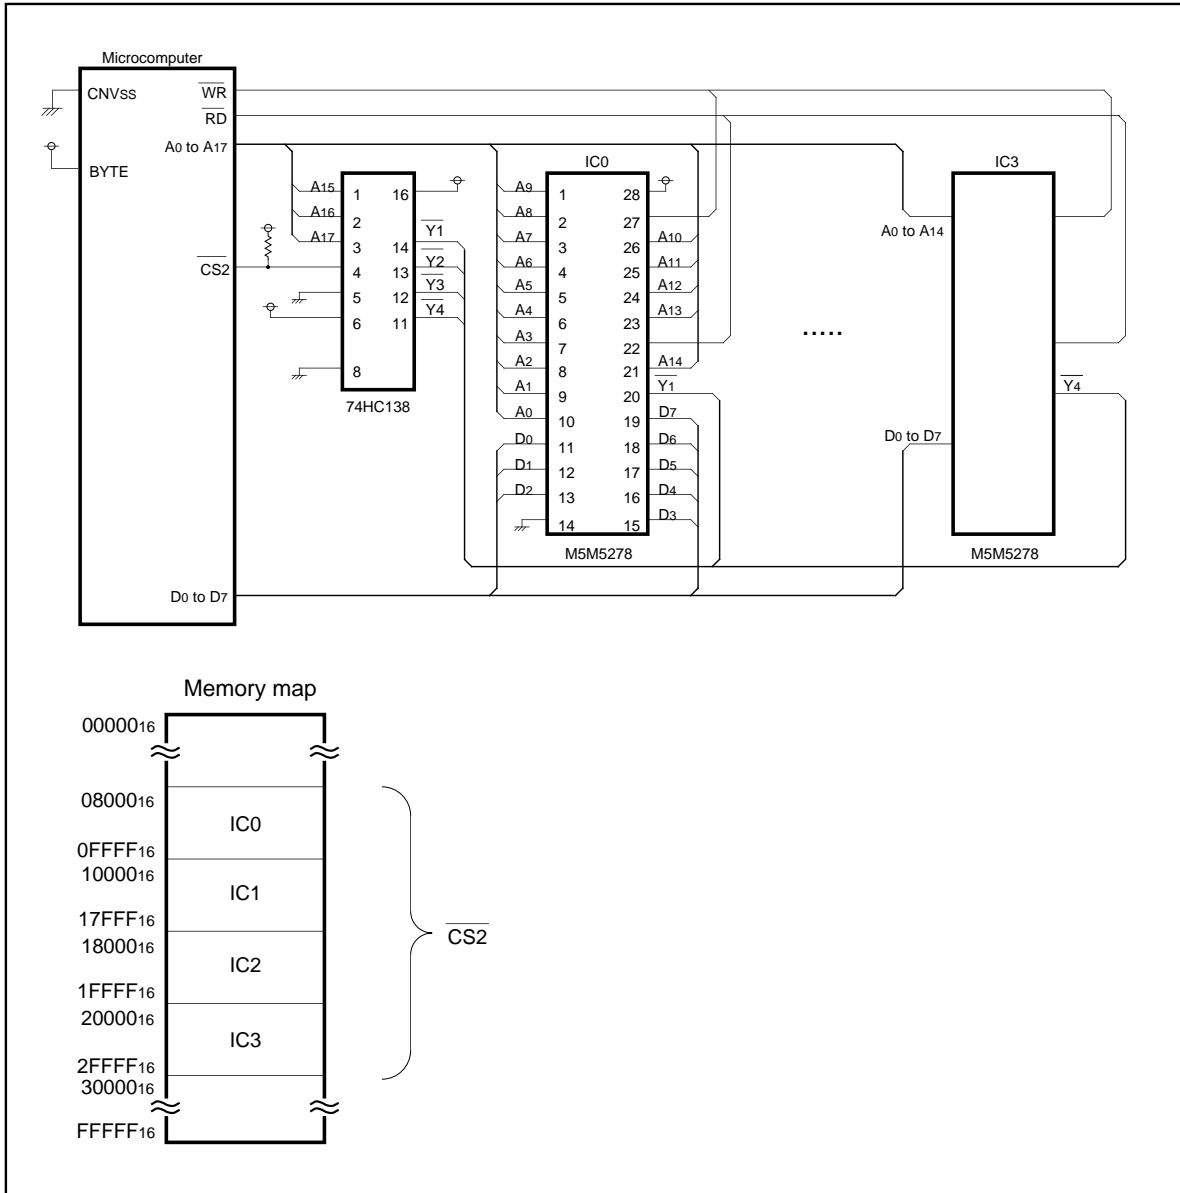 Microcomputer
CNVss
WR
RD
A0 to A17
BYTE
CS2
D0 to D7
A15 1 16
A16 2
A17 3 14 Y1
4 13 Y2
5 12 Y3
6 11 Y4
8
74HC138
IC0
A9 1 28
A8 2 27
A7 3 26 A10
A6 4 25 A11
A5 5 24 A12
A4 6 23 A13
A3 7 22
A2 8 21 A14
A1 9 20 Y1
A0 10 19 D7
D0 11 18 D6
D1 12 17 D5
D2 13 16 D4
14 15 D3
M5M5278
.....
IC3
A0 to A14
Y4
D0 to D7
M5M5278
Memory map
0000016
0800016
IC0
0FFFF16
1000016
IC1
17FFF16
1800016
IC2
1FFFF16
2000016
IC3
2FFFF16
3000016
FFFFF16
CS2